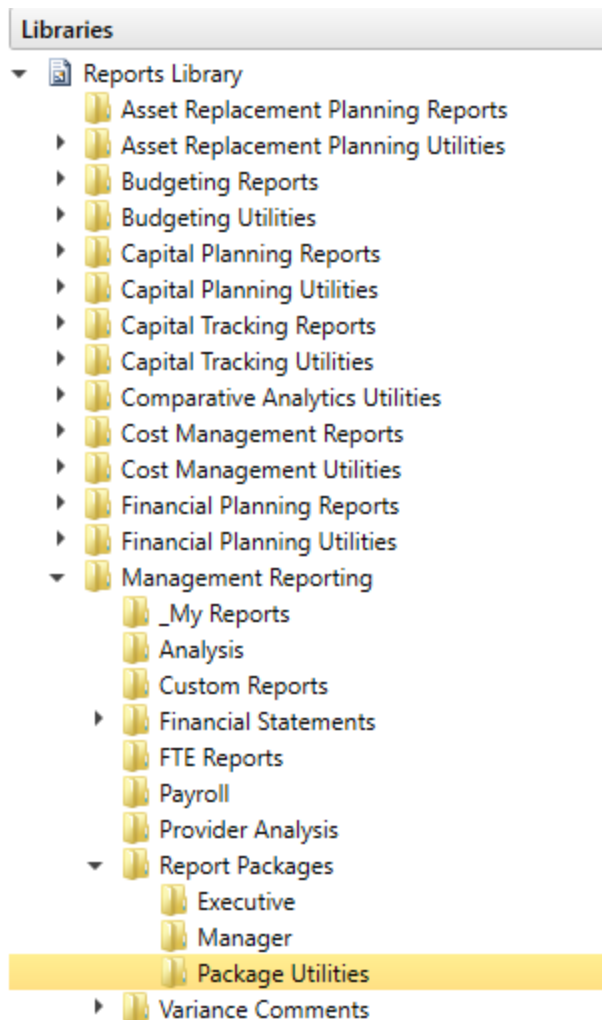 Libraries
Reports Library
Asset Replacement Planning Reports
Asset Replacement Planning Utilities
Budgeting Reports
Budgeting Utilities
Capital Planning Reports
Capital Planning Utilities
Capital Tracking Reports
Capital Tracking Utilities
Comparative Analytics Utilities
Cost Management Reports
Cost Management Utilities
Financial Planning Reports
Financial Planning Utilities
Management Reporting
_My Reports
Analysis
Custom Reports
Financial Statements
FTE Reports
Payroll
Provider Analysis
Report Packages
Executive
Manager
Package Utilities
Variance Comments